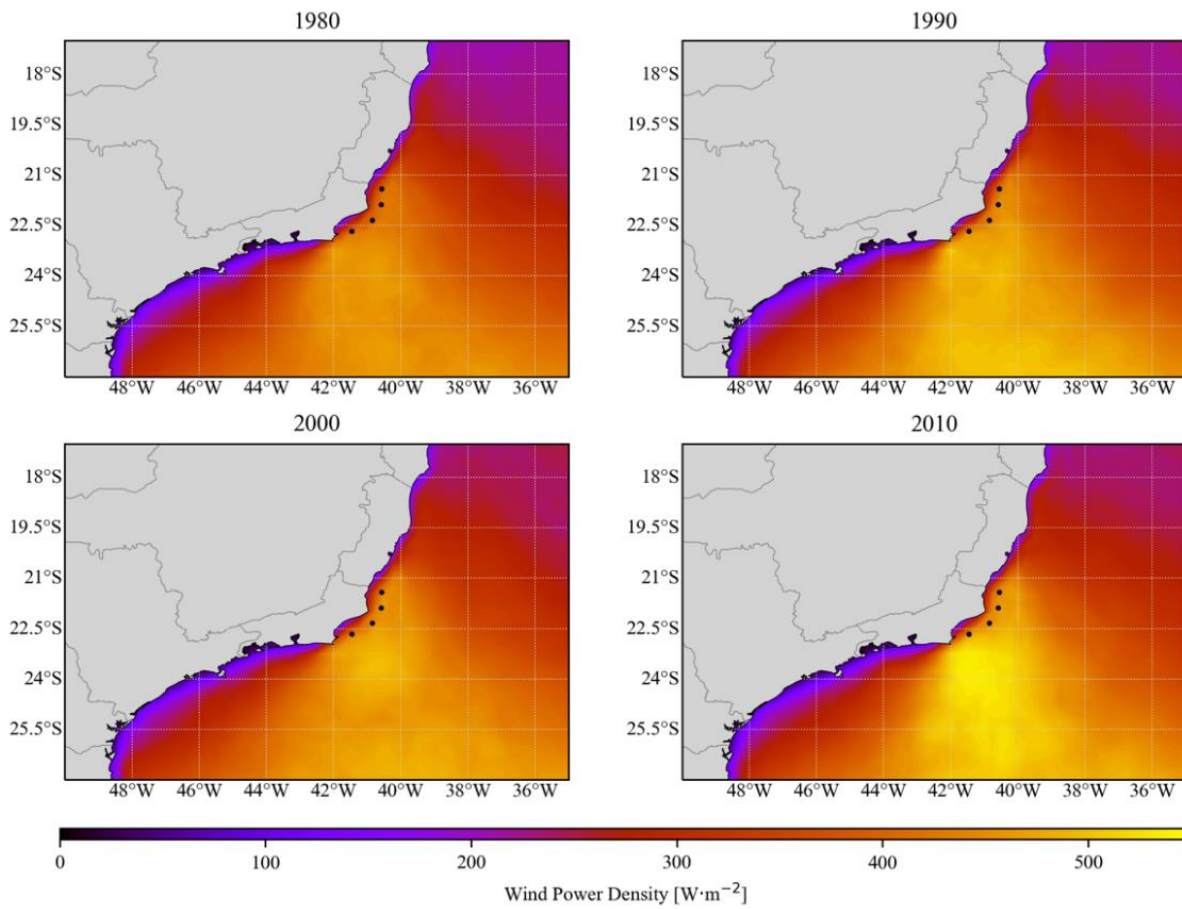 1980 1990
18°S 18°S
19.5°S 19.5°S
21°S 21°S
22.5°S 22.5°S
24°S 24°S
25.5°S 25.5°S
48°W 46°W 44°W 42°W 40°W 38°W 36°W 48°W 46°W 44°W 42°W 40°W 38°W 36°W
2000 2010
18°S 18°S
19.5°S 19.5°S
21°S 21°S
22.5°S 22.5°S
24°S 24°S
25.5°S 25.5°S
48°W 46°W 44°W 42°W 40°W 38°W 36°W 48°W 46°W 44°W 42°W 40°W 38°W 36°W
0 100 200 300 400 500
Wind Power Density [W·m⁻²]